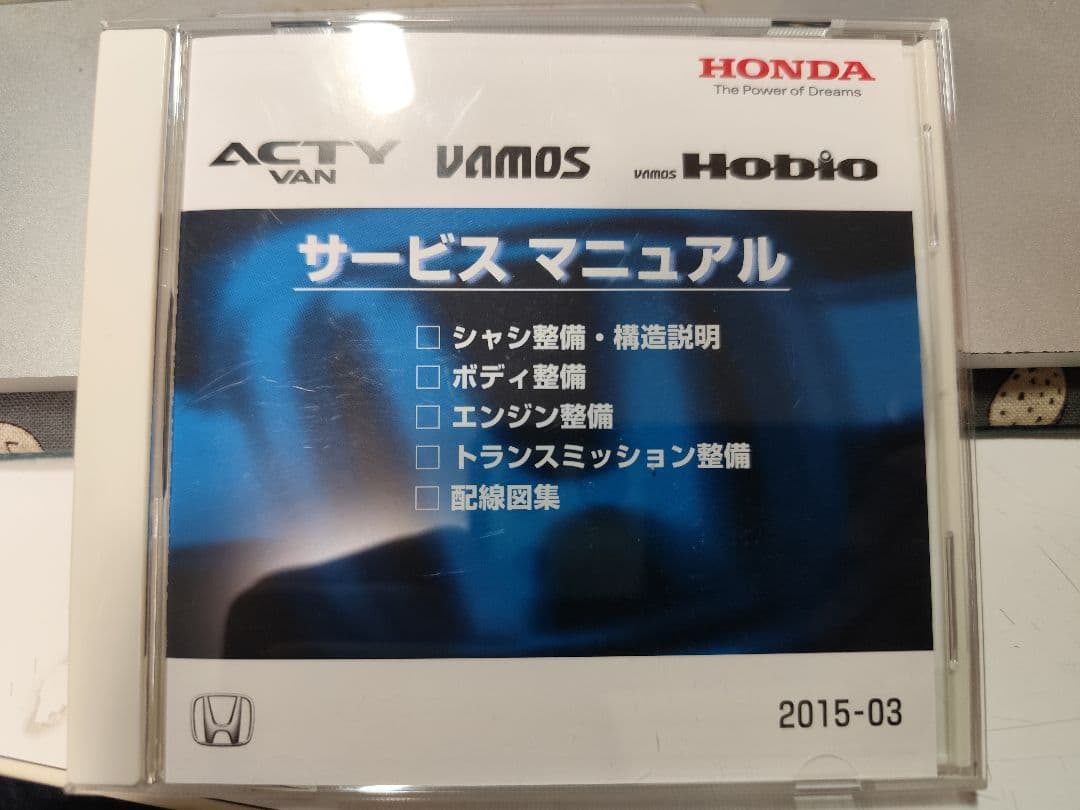 HONDA
The Power of Dreams
ACTY VAN VAMOS VAMOS Hobio
サービス マニュアル
□ シャシ整備・構造説明
□ ボディ整備
□ エンジン整備
□ トランスミッション整備
□ 配線図集
2015-03